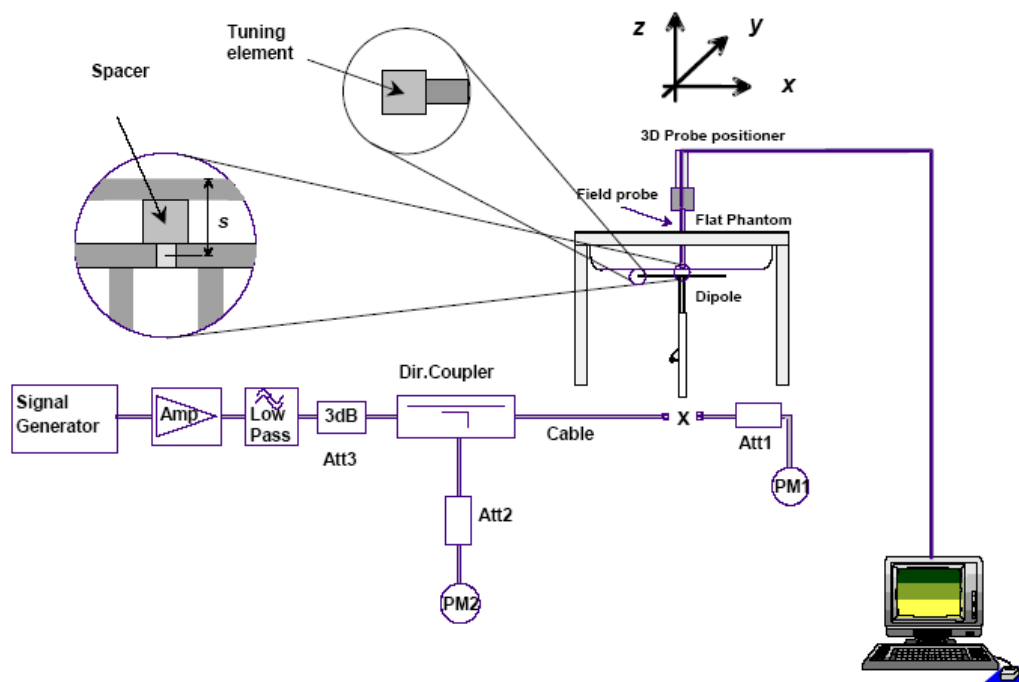 Tuning
element
Spacer
s
z
y
x
3D Probe positioner
Field probe
Flat Phantom
Dipole
Dir.Coupler
Signal
Generator
Amp
Low
Pass
3dB
Att3
Cable
X
Att1
PM1
Att2
PM2